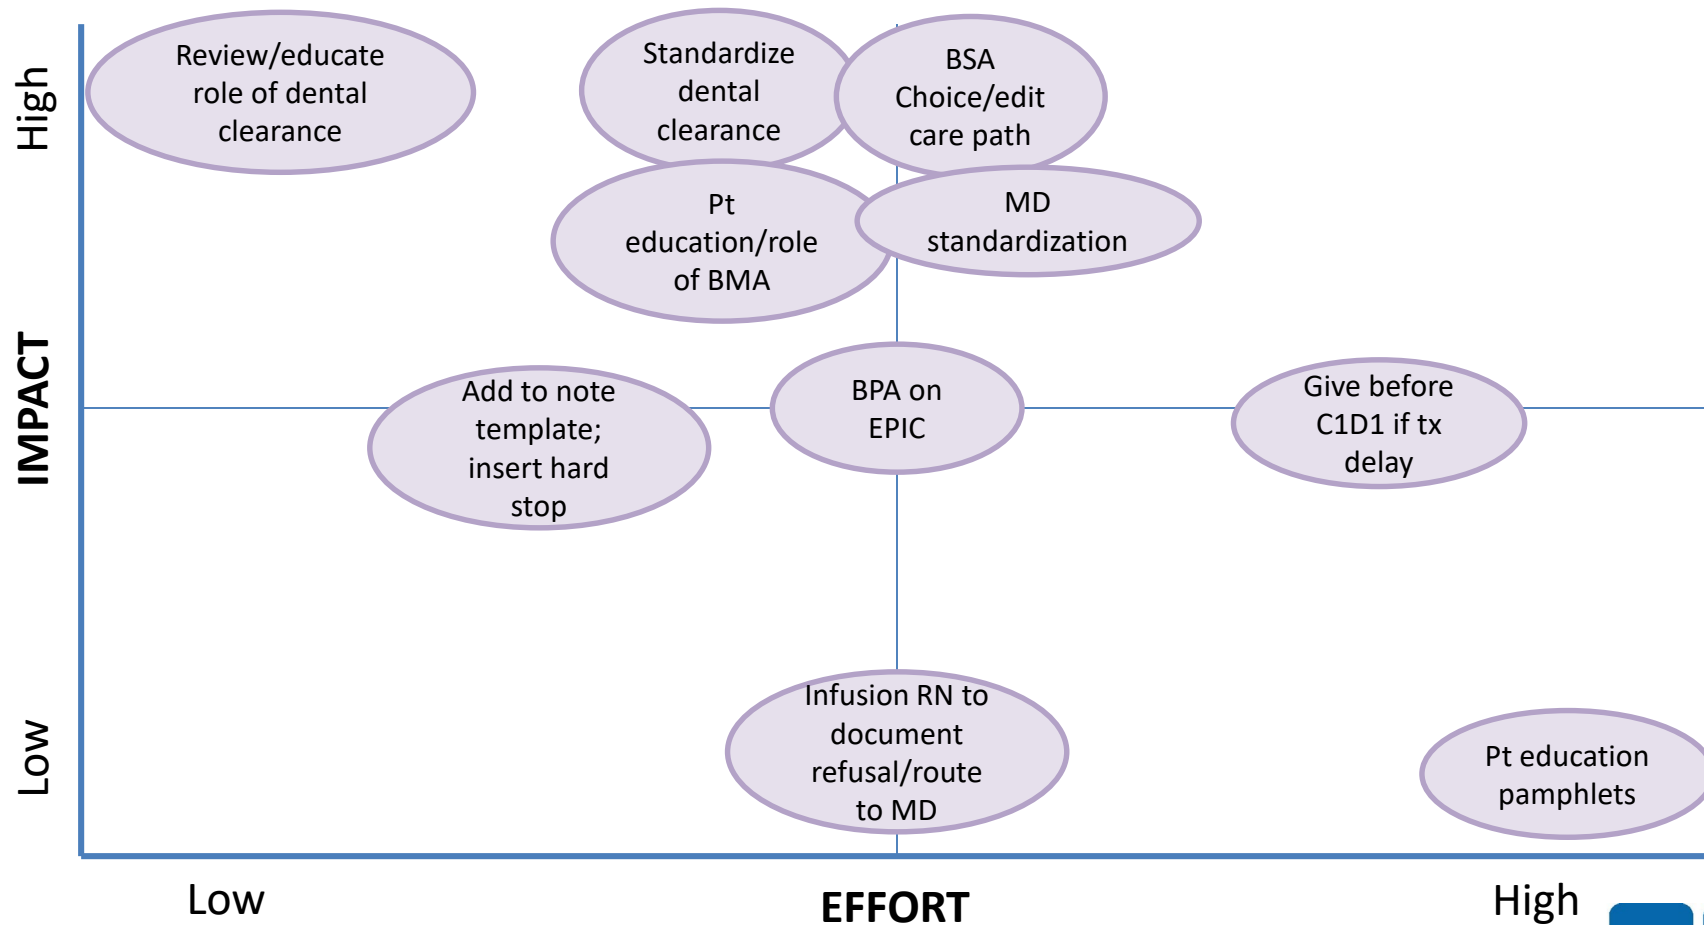 High
Review/educate
role of dental
clearance
Standardize
dental
clearance
BSA
Choice/edit
care path
Pt
education/role
of BMA
MD
standardization
IMPACT
Add to note
template;
insert hard
stop
BPA on
EPIC
Give before
C1D1 if tx
delay
Low
Infusion RN to
document
refusal/route
to MD
Pt education
pamphlets
Low
EFFORT
High